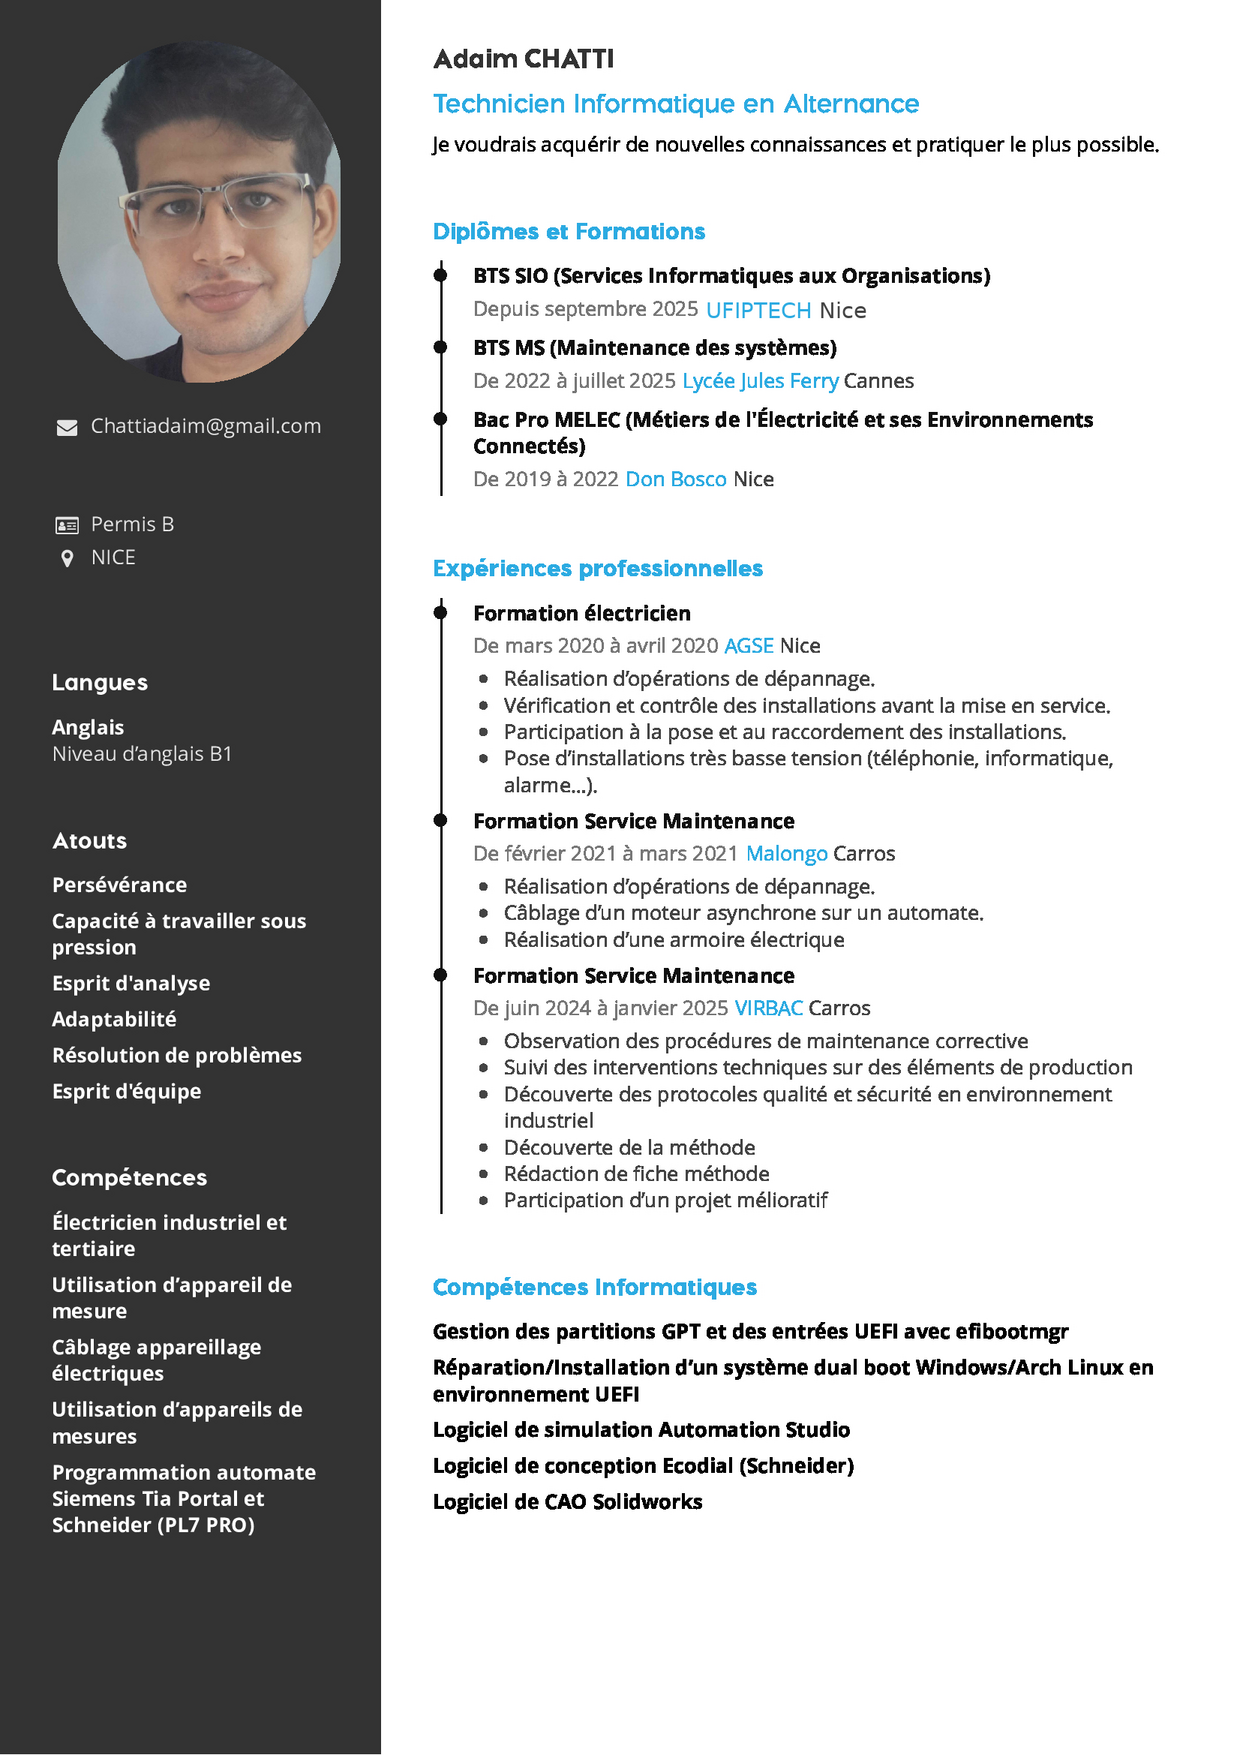 Chattiadaim@gmail.com
Permis B
NICE
Langues
Anglais
Niveau d’anglais B1
Atouts
Persévérance
Capacité à travailler sous
pression
Esprit d'analyse
Adaptabilité
Résolution de problèmes
Esprit d'équipe
Compétences
Électricien industriel et
tertiaire
Utilisation d’appareil de
mesure
Câblage appareillage
électriques
Utilisation d’appareils de
mesures
Programmation automate
Siemens Tia Portal et
Schneider (PL7 PRO)
Adaim CHATTI
Technicien Informatique en Alternance
Je voudrais acquérir de nouvelles connaissances et pratiquer le plus possible.
Diplômes et Formations
BTS SIO (Services Informatiques aux Organisations)
Depuis septembre 2025 UFIPTECH Nice
BTS MS (Maintenance des systèmes)
De 2022 à juillet 2025 Lycée Jules Ferry Cannes
Bac Pro MELEC (Métiers de l'Électricité et ses Environnements
Connectés)
De 2019 à 2022 Don Bosco Nice
Expériences professionnelles
Formation électricien
De mars 2020 à avril 2020 AGSE Nice
• Réalisation d’opérations de dépannage.
• Vérification et contrôle des installations avant la mise en service.
• Participation à la pose et au raccordement des installations.
• Pose d’installations très basse tension (téléphonie, informatique,
alarme...).
Formation Service Maintenance
De février 2021 à mars 2021 Malongo Carros
• Réalisation d’opérations de dépannage.
• Câblage d’un moteur asynchrone sur un automate.
• Réalisation d’une armoire électrique
Formation Service Maintenance
De juin 2024 à janvier 2025 VIRBAC Carros
• Observation des procédures de maintenance corrective
• Suivi des interventions techniques sur des éléments de production
• Découverte des protocoles qualité et sécurité en environnement
industriel
• Découverte de la méthode
• Rédaction de fiche méthode
• Participation d’un projet mélioratif
Compétences Informatiques
Gestion des partitions GPT et des entrées UEFI avec efibootmgr
Réparation/Installation d’un système dual boot Windows/Arch Linux en
environnement UEFI
Logiciel de simulation Automation Studio
Logiciel de conception Ecodial (Schneider)
Logiciel de CAO Solidworks